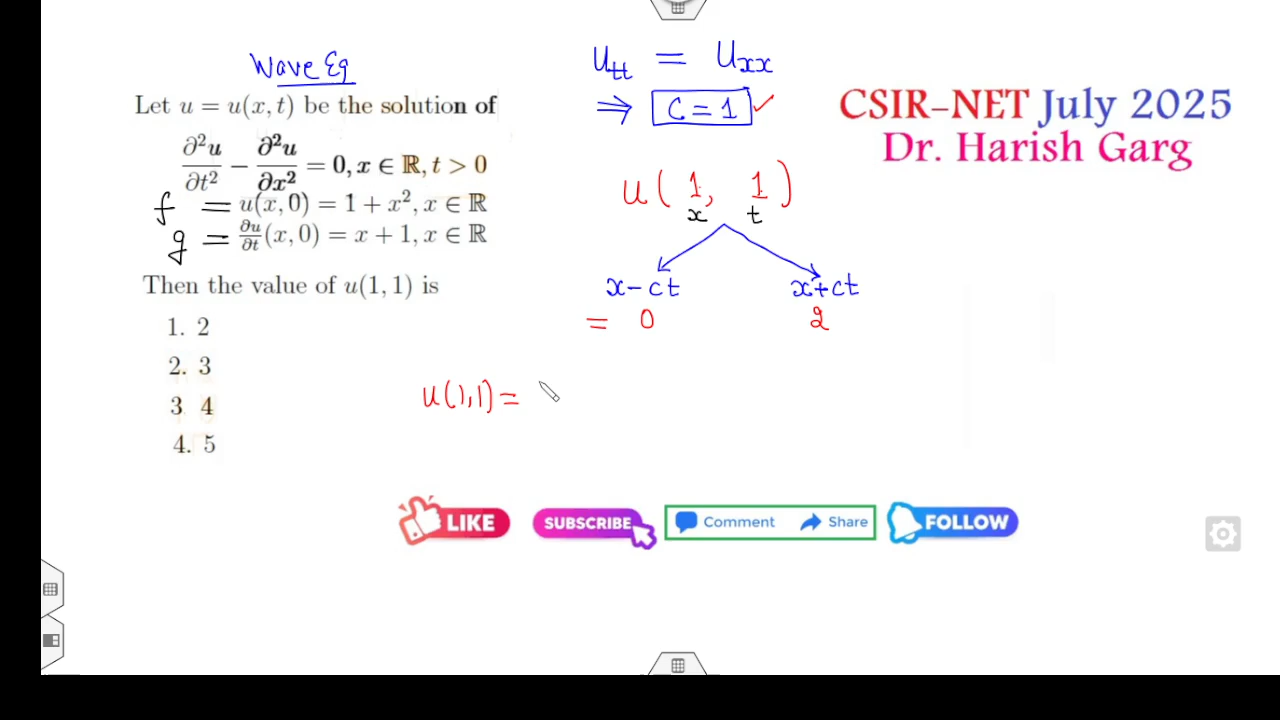 Wave Eq
Let u = u(x, t) be the solution of
∂²u/∂t² − ∂²u/∂x² = 0, x ∈ ℝ, t > 0
f = u(x, 0) = 1 + x², x ∈ ℝ
g = ∂u/∂t (x, 0) = x + 1, x ∈ ℝ
Then the value of u(1, 1) is
1. 2
2. 3
3 4
4. 5
u_tt = u_xx
⇒ C = 1 ✓
u(1, 1)
x t
x − ct x + ct
= 0 2
u(1,1) =
CSIR-NET July 2025
Dr. Harish Garg
LIKE
SUBSCRIBE
Comment Share
FOLLOW